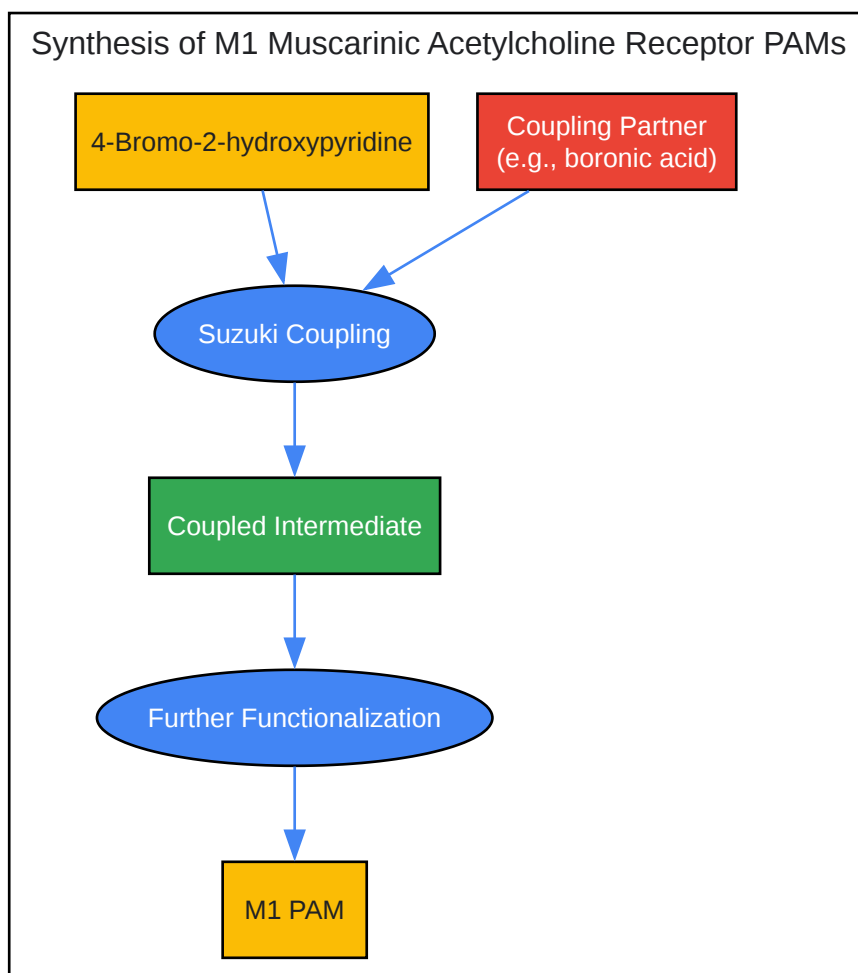 Synthesis of M1 Muscarinic Acetylcholine Receptor PAMs
4-Bromo-2-hydroxypyridine
Coupling Partner
(e.g., boronic acid)
Suzuki Coupling
Coupled Intermediate
Further Functionalization
M1 PAM